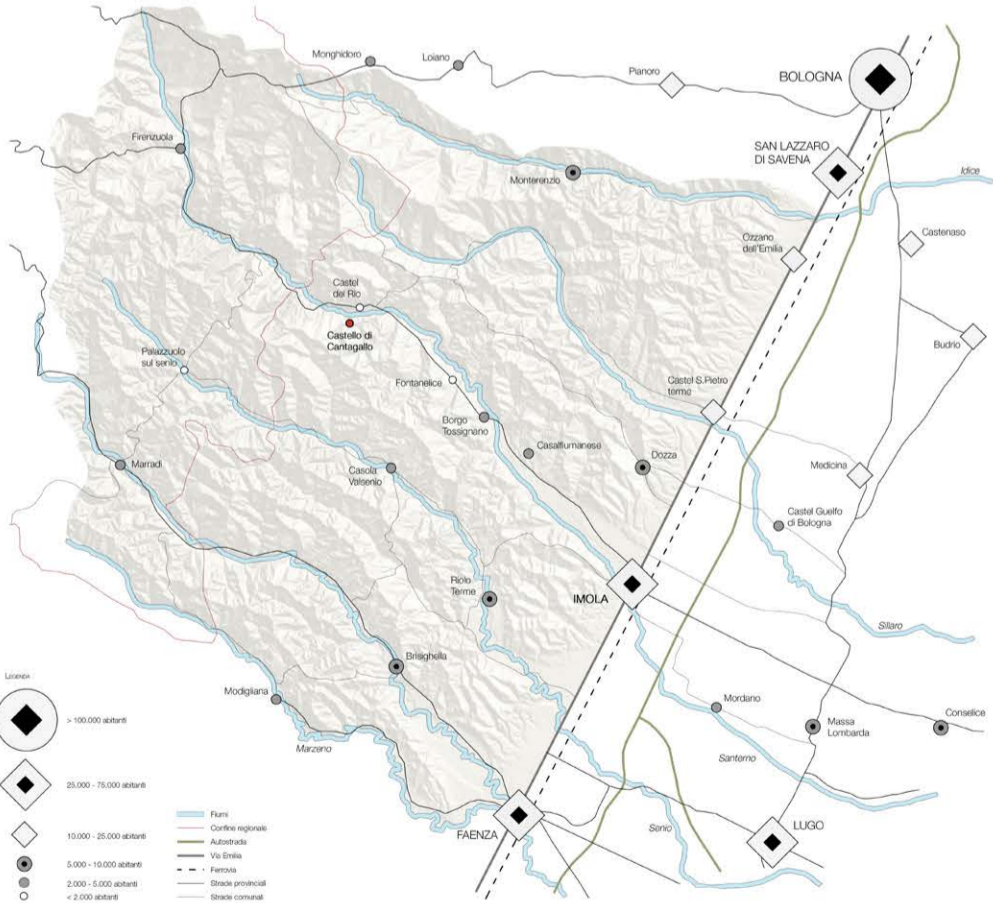 Monghidoro
Loiano
Pianoro
BOLOGNA
Firenzuola
SAN LAZZARO
DI SAVENA
Monterenzio
Idice
Castenaso
Ozzano
dell'Emilia
Castel
del Rio
Castello di
Cantagallo
Budrio
Palazzuolo
sul senio
Fontanelice
Castel S.Pietro
terme
Borgo
Tossignano
Casalfiumanese
Dozza
Marradi
Casola
Valsenio
Medicina
Castel Guelfo
di Bologna
Riolo
Terme
IMOLA
Sillaro
Brisighella
Modigliana
Marzeno
Mordano
Massa
Lombarda
Conselice
Santerno
FAENZA
Senio
LUGO
LEGENDA
> 100.000 abitanti
25.000 - 75.000 abitanti
10.000 - 25.000 abitanti
5.000 - 10.000 abitanti
2.000 - 5.000 abitanti
< 2.000 abitanti
Fiumi
Confine regionale
Autostrada
Via Emilia
Ferrovia
Strade provinciali
Strade comunali